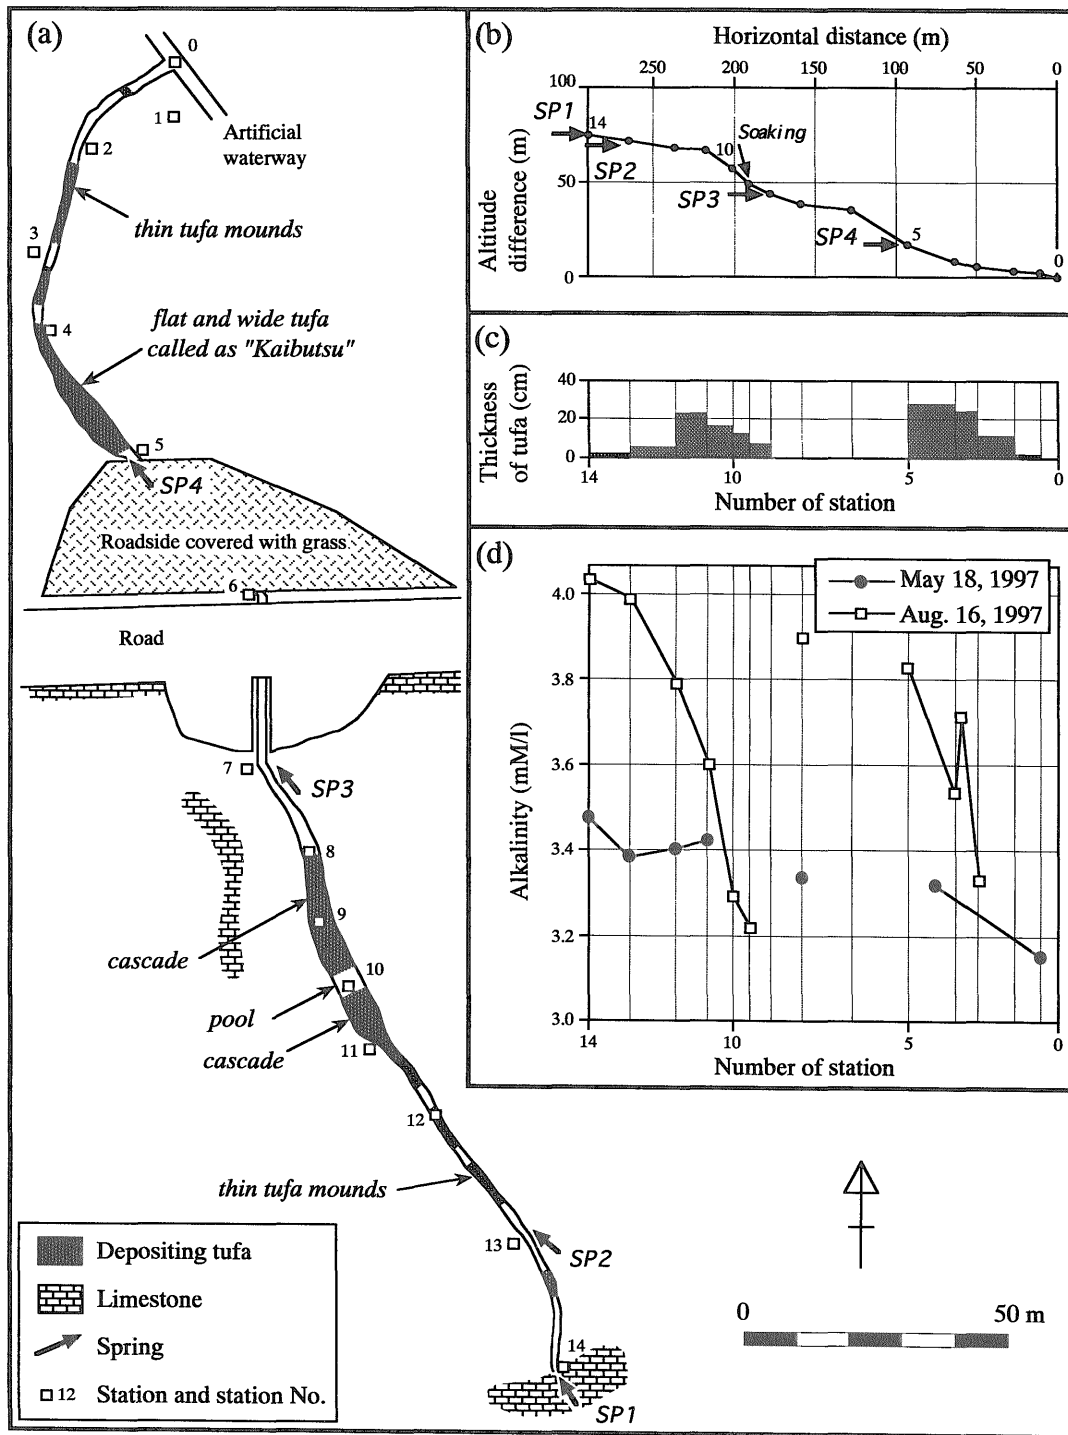 (a)
0
1
Artificial
waterway
2
thin tufa mounds
3
4
flat and wide tufa
called as "Kaibutsu"
5
SP4
Roadside covered with grass
6
Road
7
SP3
8
9
cascade
10
pool
cascade
11
12
thin tufa mounds
13
SP2
14
SP1
Depositing tufa
Limestone
Spring
12 Station and station No.
(b)
Horizontal distance (m)
250 200 150 100 50 0
100
50
0
Altitude
difference (m)
SP1
14
SP2
10
Soaking
SP3
SP4
5
0
(c)
Thickness
of tufa (cm)
40
20
0
14 10 5 0
Number of station
(d)
May 18, 1997
Aug. 16, 1997
Alkalinity (mM/l)
4.0
3.8
3.6
3.4
3.2
3.0
14 10 5 0
Number of station
0 50 m